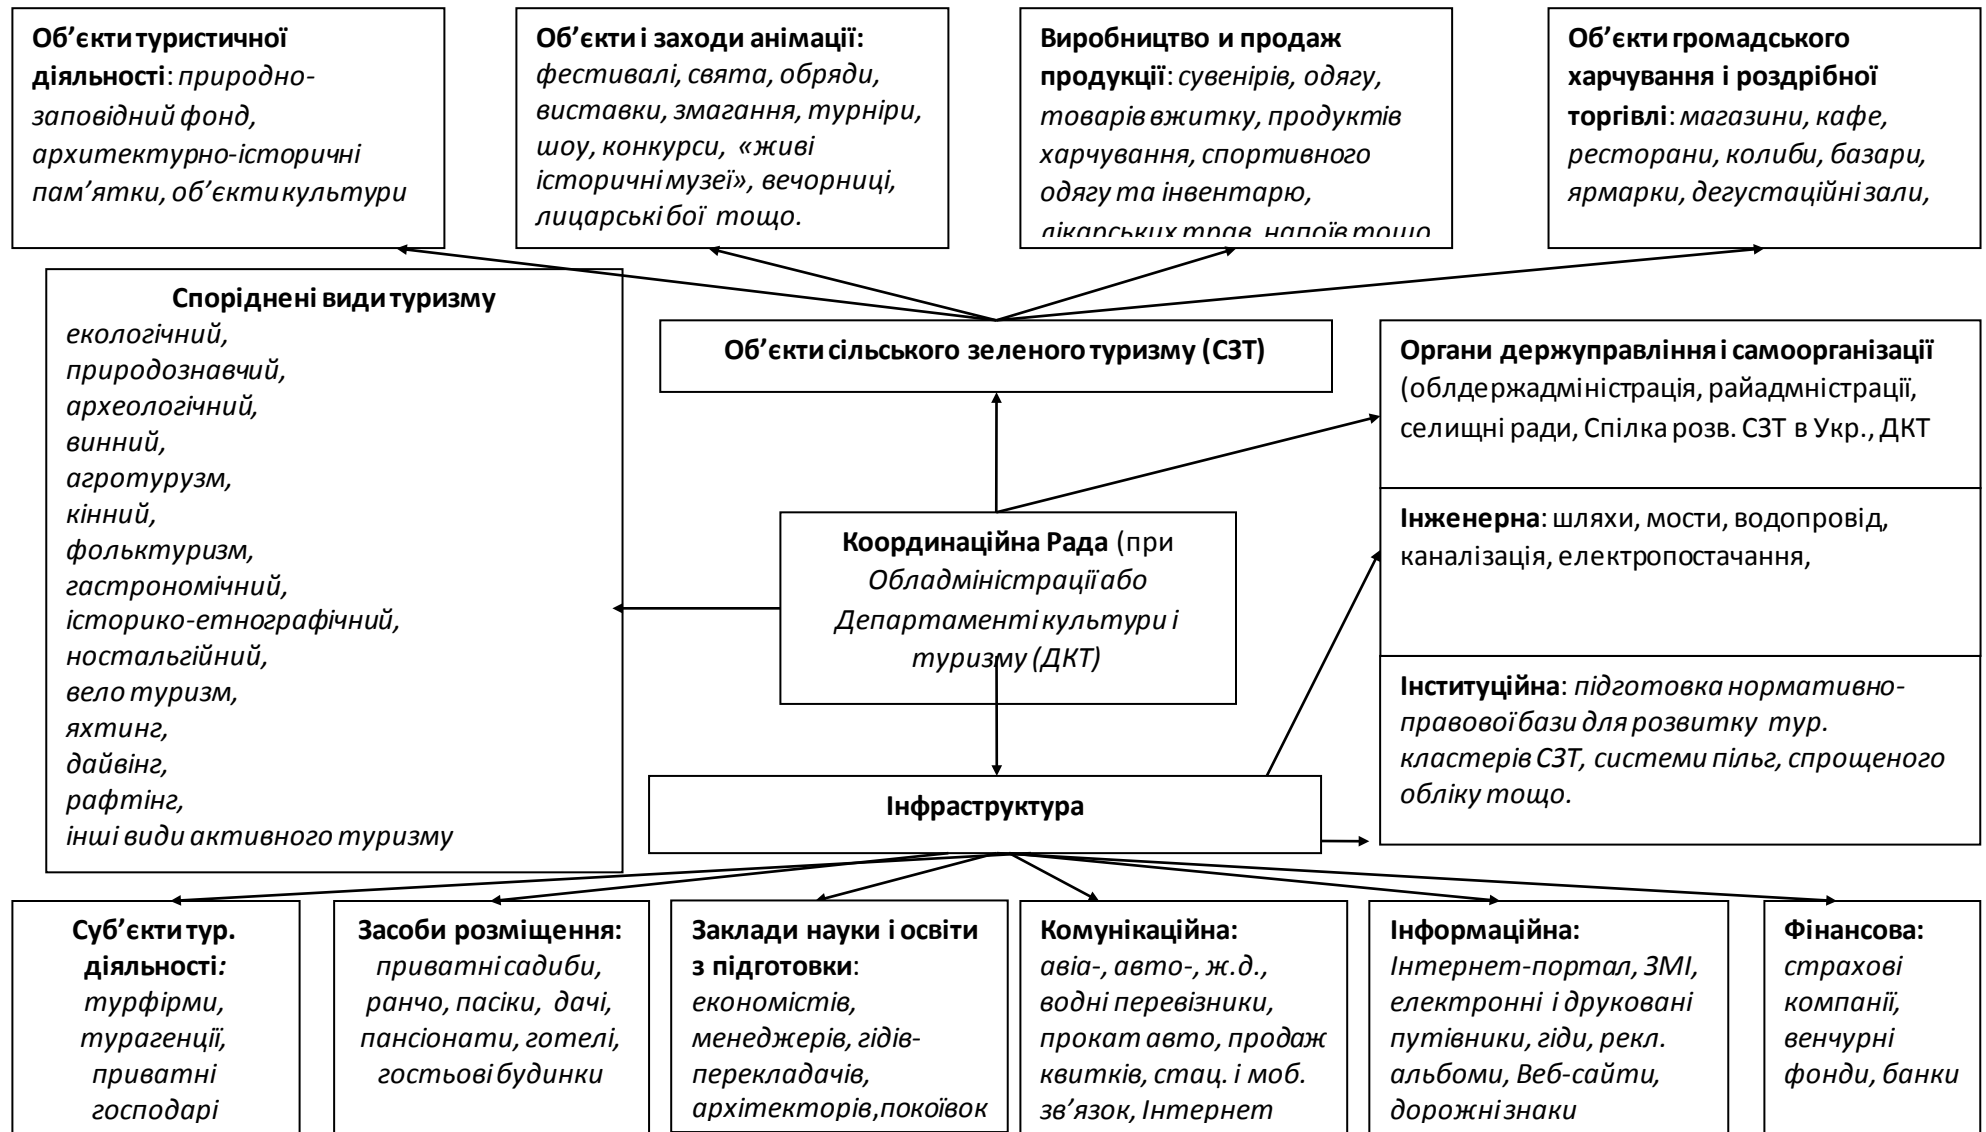 Об’єкти туристичної
діяльності: природно-
заповідний фонд,
архитектурно-історичні
пам’ятки, об’єкти культури
Об’єкти і заходи анімації:
фестивалі, свята, обряди,
виставки, змагання, турніри,
шоу, конкурси, «живі
історичні музеї», вечорниці,
лицарські бої тощо.
Виробництво и продаж
продукції: сувенірів, одягу,
товарів вжитку, продуктів
харчування, спортивного
одягу та інвентарю,
лікарських трав, напоїв тощо
Об’єкти громадського
харчування і роздрібної
торгівлі: магазини, кафе,
ресторани, колиби, базари,
ярмарки, дегустаційні зали,
Споріднені види туризму
екологічний,
природознавчий,
археологічний,
винний,
агротурузм,
кінний,
фольктуризм,
гастрономічний,
історико-етнографічний,
ностальгійний,
вело туризм,
яхтинг,
дайвінг,
рафтінг,
інші види активного туризму
Об’єкти сільського зеленого туризму (СЗТ)
Органи держуправління і самоорганізації
(облдержадміністрація, райадмністрації,
селищні ради, Спілка розв. СЗТ в Укр., ДКТ
Координаційна Рада (при
Обладміністрації або
Департаменті культури і
туризму (ДКТ)
Інженерна: шляхи, мости, водопровід,
каналізація, електропостачання,
Інституційна: підготовка нормативно-
правової бази для розвитку тур.
кластерів СЗТ, системи пільг, спрощеного
обліку тощо.
Інфраструктура
Суб’єкти тур.
діяльності:
турфірми,
турагенції,
приватні
господарі
Засоби розміщення:
приватні садиби,
ранчо, пасіки, дачі,
пансіонати, готелі,
гостьові будинки
Заклади науки і освіти
з підготовки:
економістів,
менеджерів, гідів-
перекладачів,
архітекторів,покоївок
Комунікаційна:
авіа-, авто-, ж.д.,
водні перевізники,
прокат авто, продаж
квитків, стац. і моб.
зв’язок, Інтернет
Інформаційна:
Інтернет-портал, ЗМІ,
електронні і друковані
путівники, гіди, рекл.
альбоми, Веб-сайти,
дорожні знаки
Фінансова:
страхові
компанії,
венчурні
фонди, банки